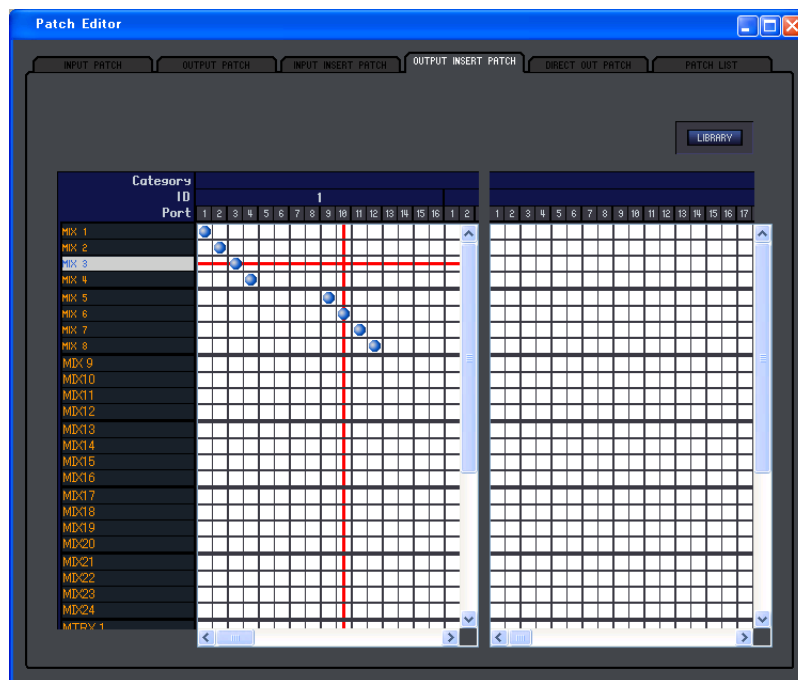 Patch Editor
INPUT PATCH OUTPUT PATCH INPUT INSERT PATCH OUTPUT INSERT PATCH DIRECT OUT PATCH PATCH LIST
LIBRARY
Category
ID 1
Port 1 2 3 4 5 6 7 8 9 10 11 12 13 14 15 16 1 2 1 2 3 4 5 6 7 8 9 10 11 12 13 14 15 16 17
MIX 1
MIX 2
MIX 3
MIX 4
MIX 5
MIX 6
MIX 7
MIX 8
MIX 9
MIX10
MIX11
MIX12
MIX13
MIX14
MIX15
MIX16
MIX17
MIX18
MIX19
MIX20
MIX21
MIX22
MIX23
MIX24
MTRX 1